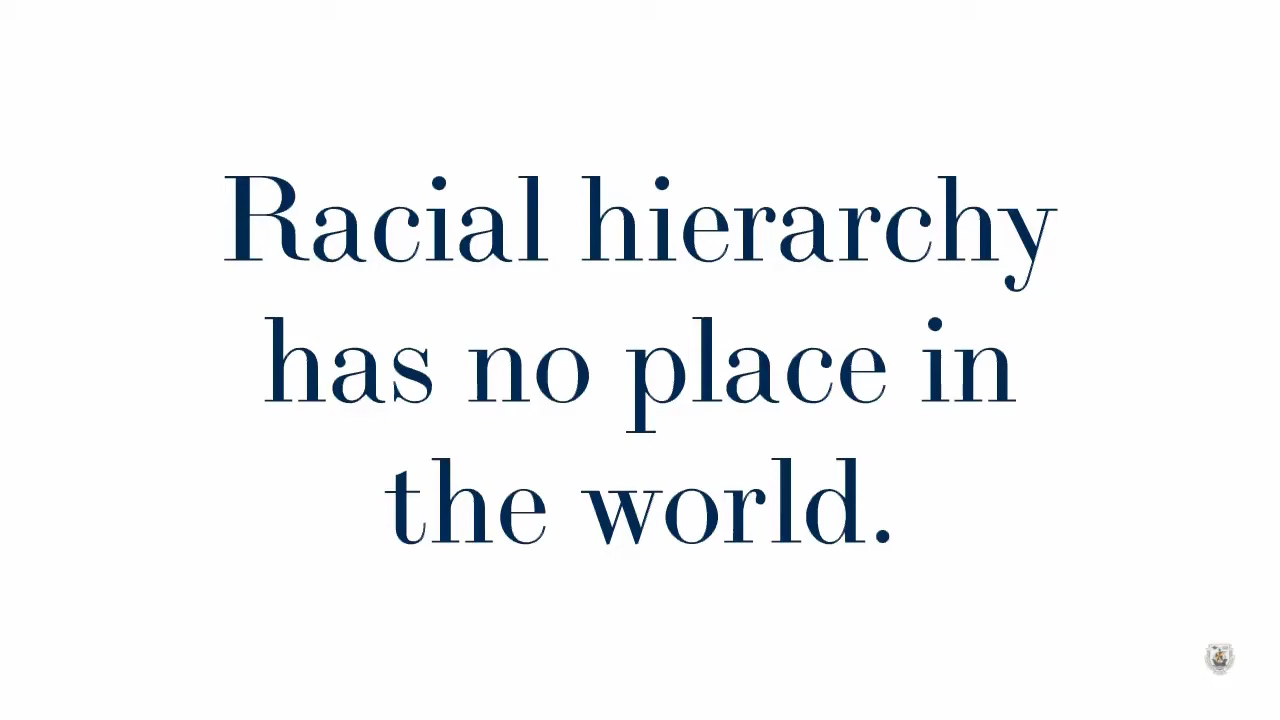 Racial hierarchy
has no place in
the world.